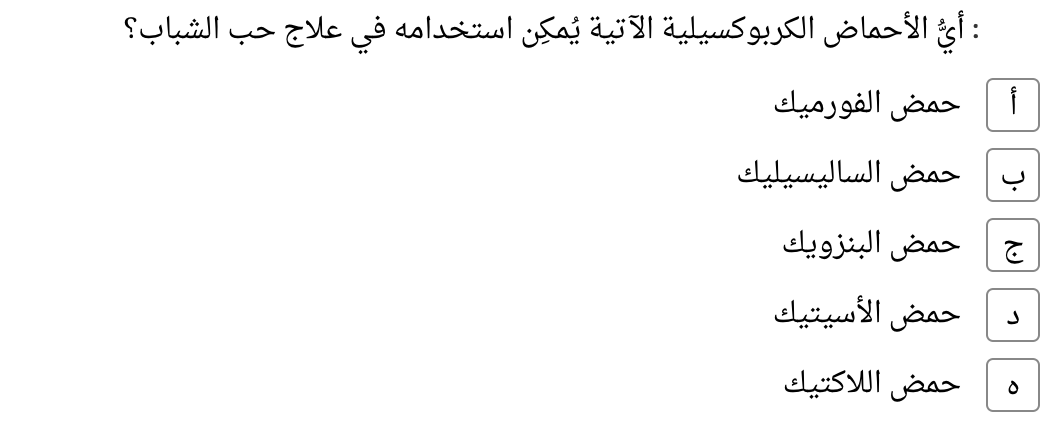 : أَيُّ الأحماض الكربوكسيلية الآتية يُمكِن استخدامه في علاج حب الشباب؟
أ حمض الفورميك
ب حمض الساليسيليك
ج حمض البنزويك
د حمض الأسيتيك
ه حمض اللاكتيك